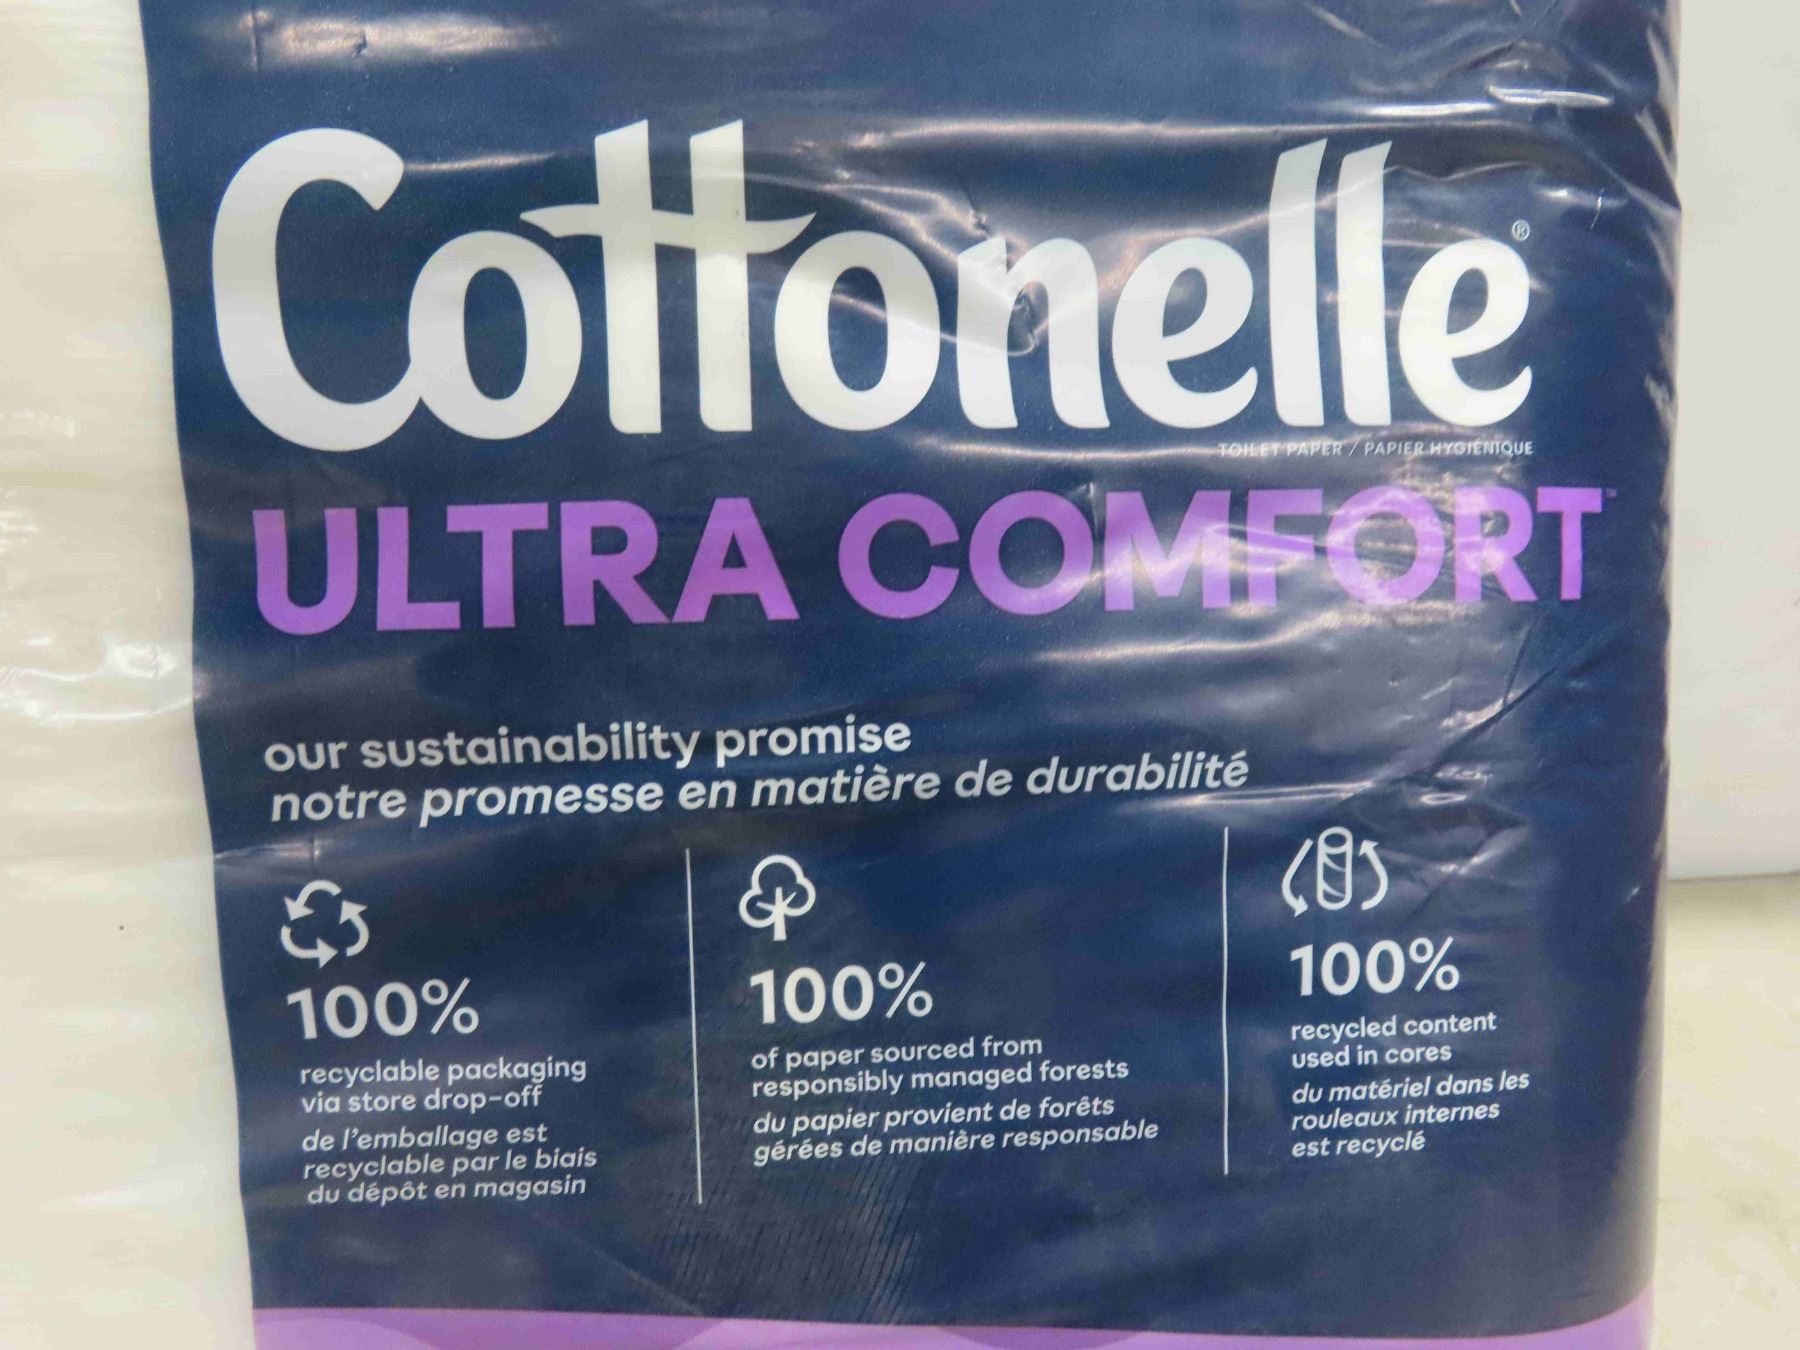 Cottonelle®
TOILET PAPER / PAPIER HYGIÉNIQUE
ULTRA COMFORT™
our sustainability promise
notre promesse en matière de durabilité
100%
recyclable packaging
via store drop-off
de l'emballage est
recyclable par le biais
du dépôt en magasin
100%
of paper sourced from
responsibly managed forests
du papier provient de forêts
gérées de manière responsable
100%
recycled content
used in cores
du matériel dans les
rouleaux internes
est recyclé